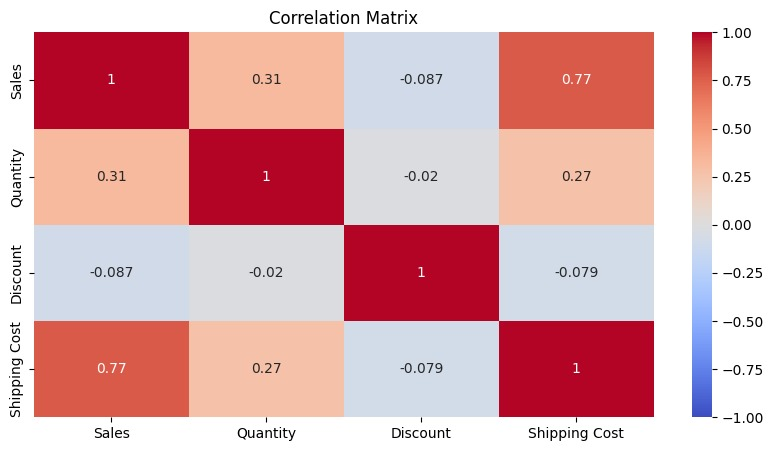 Correlation Matrix
Sales 1 0.31 -0.087 0.77
Quantity 0.31 1 -0.02 0.27
Discount -0.087 -0.02 1 -0.079
Shipping Cost 0.77 0.27 -0.079 1
Sales Quantity Discount Shipping Cost
1.00
0.75
0.50
0.25
0.00
−0.25
−0.50
−0.75
−1.00